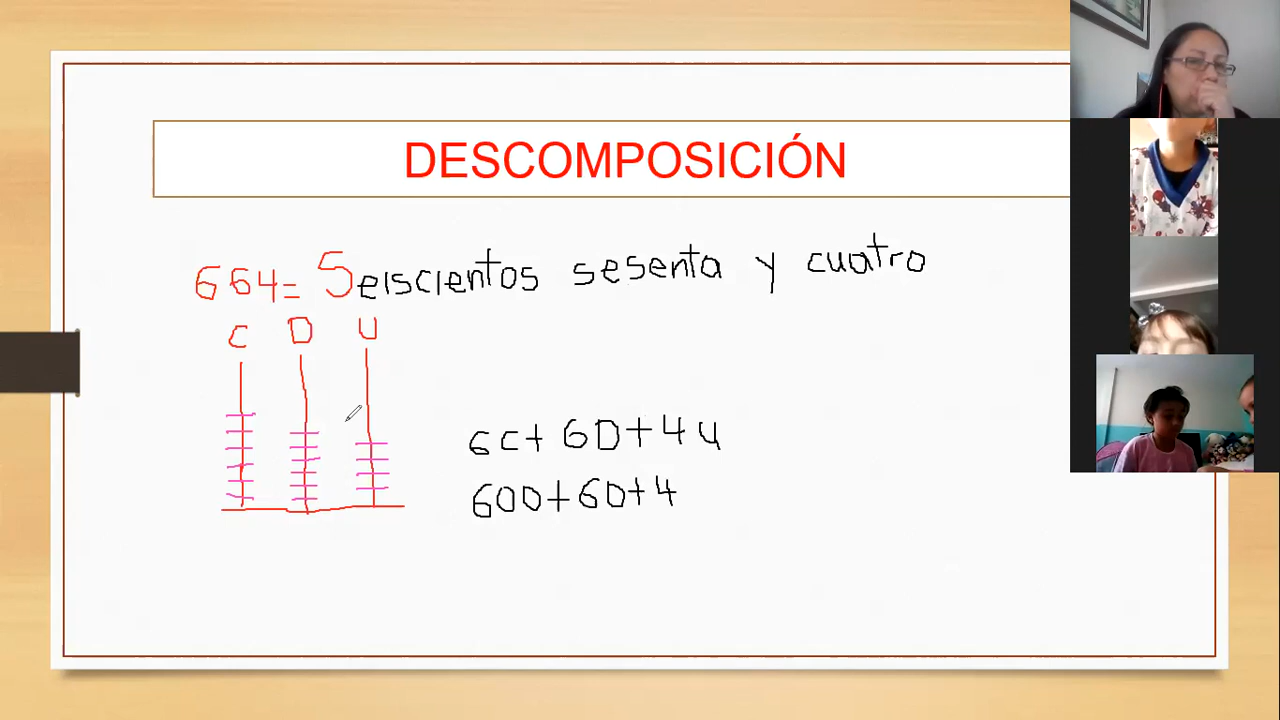 DESCOMPOSICIÓN
664= Seiscientos sesenta y cuatro
C D U
6C+ 6D+4U
600+60+4